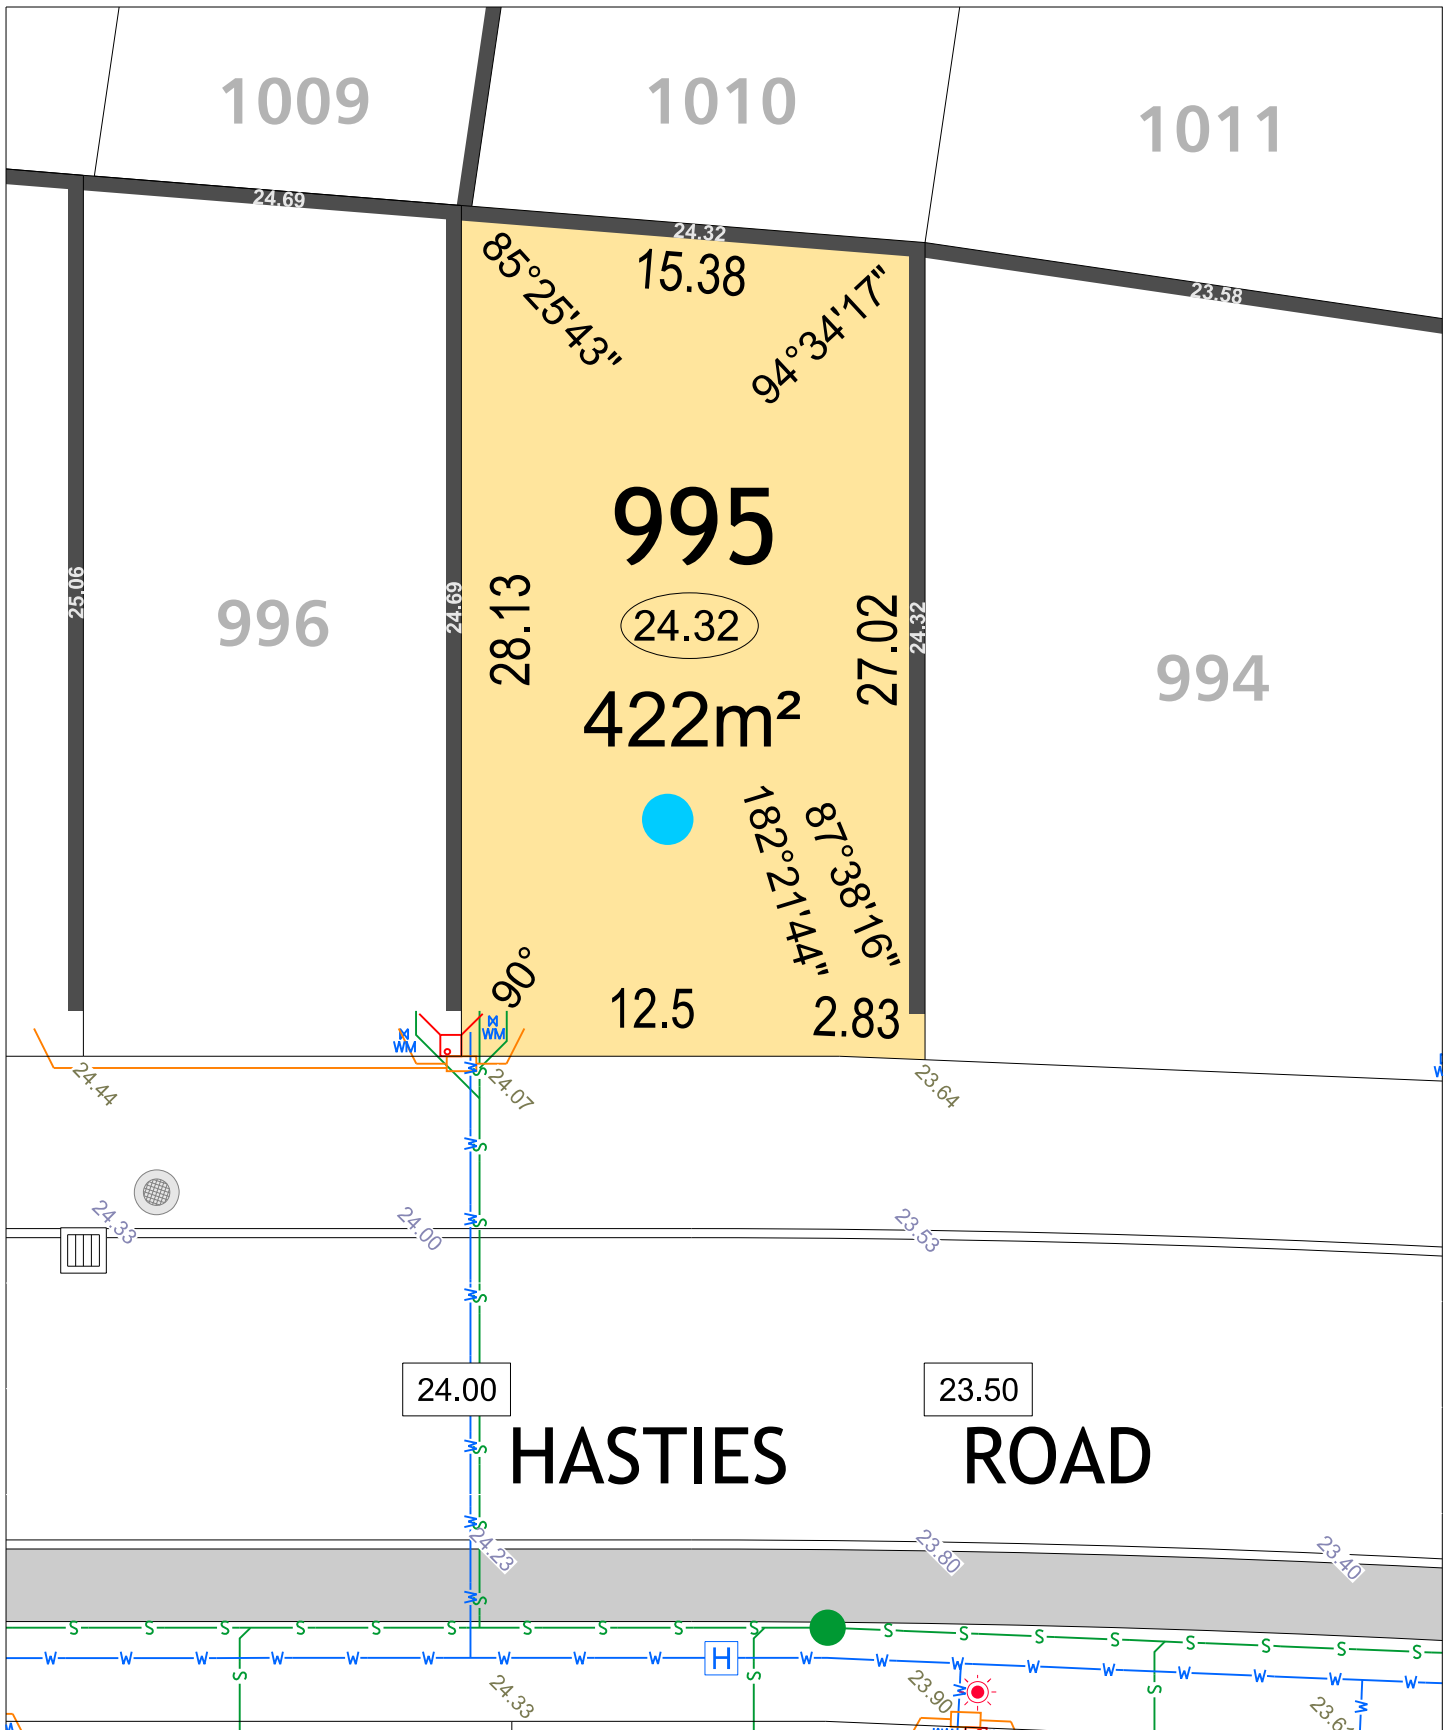 1009
1010
1011
24.69
24.32
23.58
15.38
85°25'43"
94°34'17"
995
24.32
422m²
25.06
996
24.69
28.13
27.02
24.32
994
182°21'44"
87°38'16"
90°
12.5
2.83
WM
WM
W
S
W
24.44
24.07
23.64
W
S
24.33
24.00
23.53
W
S
W
S
24.00
23.50
HASTIES ROAD
W
S
W
S
24.23
23.80
23.40
W
S
S S S S S S S S S S
S S S S S S S S
W W W W W W W W W H W
W W W W W W W W
S
S
S
W
W
24.33
23.90